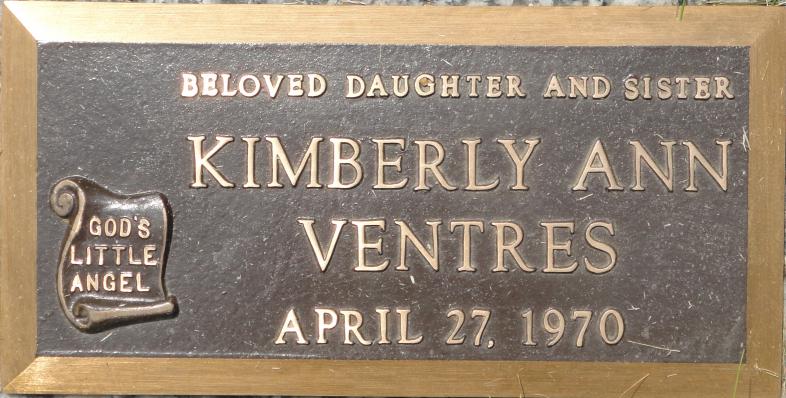 BELOVED DAUGHTER AND SISTER
KIMBERLY ANN
VENTRES
APRIL 27, 1970
GOD'S
LITTLE
ANGEL